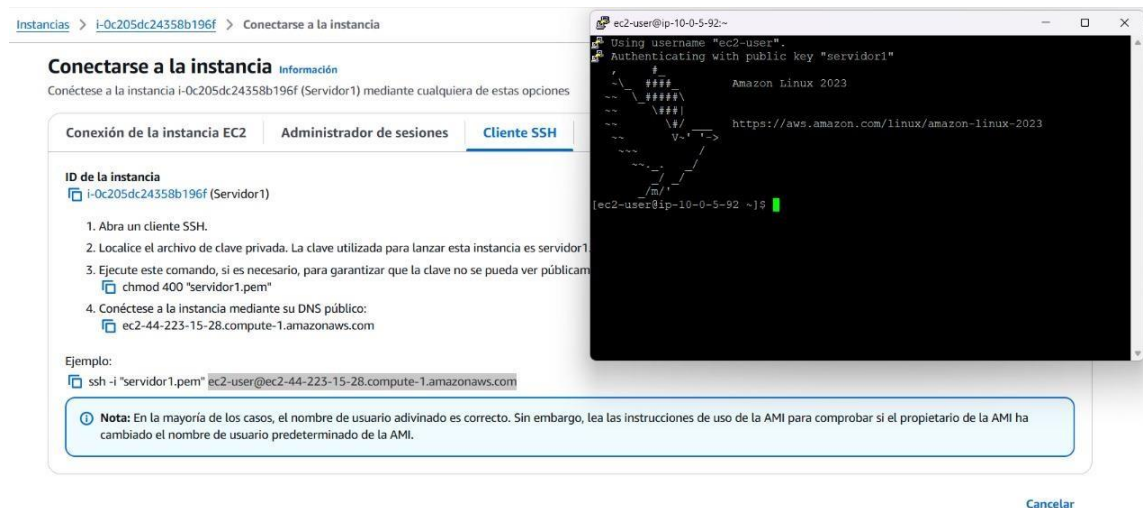 Instancias > i-0c205dc24358b196f > Conectarse a la instancia
Conectarse a la instancia Información
Conéctese a la instancia i-0c205dc24358b196f (Servidor1) mediante cualquiera de estas opciones
Conexión de la instancia EC2 Administrador de sesiones Cliente SSH
ID de la instancia
i-0c205dc24358b196f (Servidor1)
1. Abra un cliente SSH.
2. Localice el archivo de clave privada. La clave utilizada para lanzar esta instancia es servidor1
3. Ejecute este comando, si es necesario, para garantizar que la clave no se pueda ver públicam
chmod 400 "servidor1.pem"
4. Conéctese a la instancia mediante su DNS público:
ec2-44-223-15-28.compute-1.amazonaws.com
Ejemplo:
ssh -i "servidor1.pem" ec2-user@ec2-44-223-15-28.compute-1.amazonaws.com
Nota: En la mayoría de los casos, el nombre de usuario adivinado es correcto. Sin embargo, lea las instrucciones de uso de la AMI para comprobar si el propietario de la AMI ha
cambiado el nombre de usuario predeterminado de la AMI.
Cancelar
ec2-user@ip-10-0-5-92:~
Using username "ec2-user".
Authenticating with public key "servidor1"
   ,     #_
   ~\_  ####_        Amazon Linux 2023
  ~~  \_#####\
  ~~     \###|
  ~~       \#/ ___   https://aws.amazon.com/linux/amazon-linux-2023
   ~~       V~' '->
    ~~~         /
      ~~._.   _/
         _/ _/
       _/m/'
[ec2-user@ip-10-0-5-92 ~]$